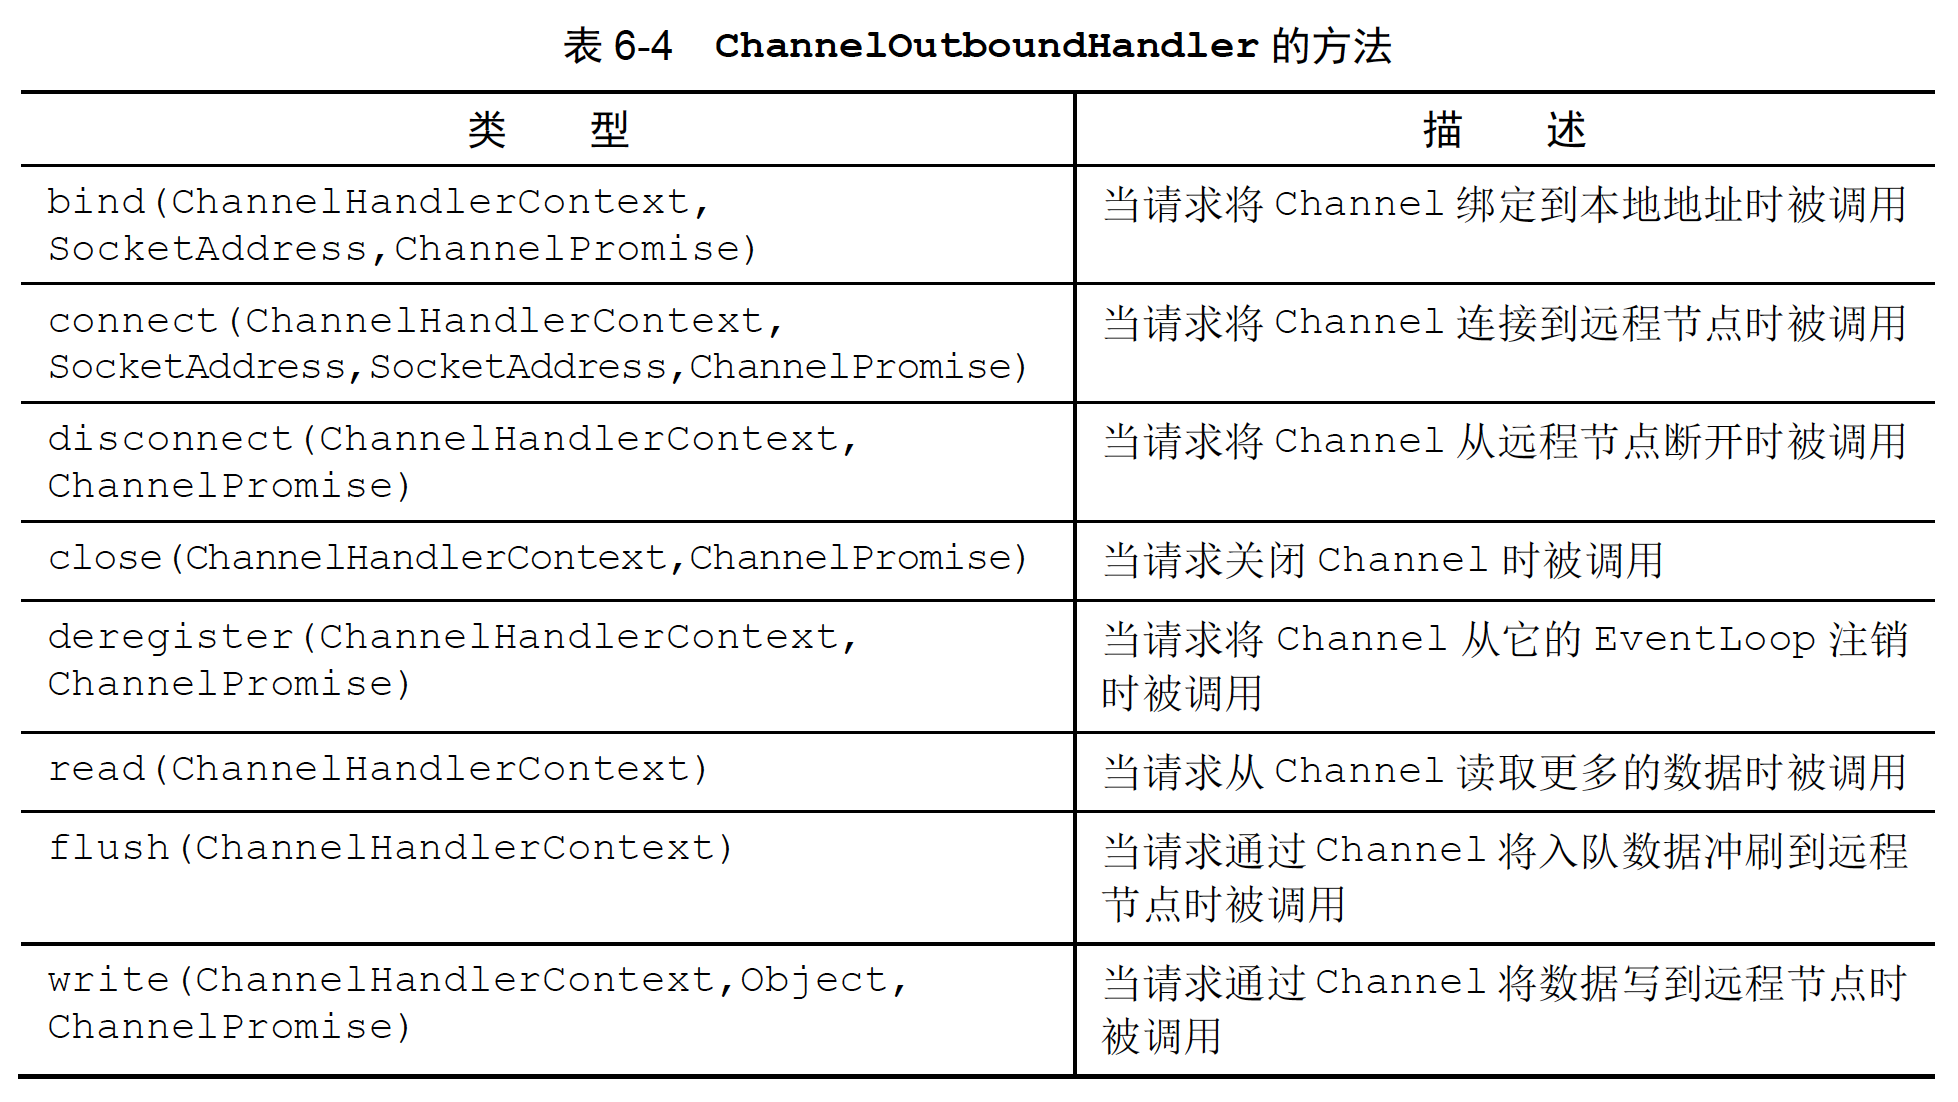 表 6-4 ChannelOutboundHandler 的方法
类 型 描 述
bind(ChannelHandlerContext,
SocketAddress,ChannelPromise)
当请求将 Channel 绑定到本地地址时被调用
connect(ChannelHandlerContext,
SocketAddress,SocketAddress,ChannelPromise)
当请求将 Channel 连接到远程节点时被调用
disconnect(ChannelHandlerContext,
ChannelPromise)
当请求将 Channel 从远程节点断开时被调用
close(ChannelHandlerContext,ChannelPromise)
当请求关闭 Channel 时被调用
deregister(ChannelHandlerContext,
ChannelPromise)
当请求将 Channel 从它的 EventLoop 注销
时被调用
read(ChannelHandlerContext)
当请求从 Channel 读取更多的数据时被调用
flush(ChannelHandlerContext)
当请求通过 Channel 将入队数据冲刷到远程
节点时被调用
write(ChannelHandlerContext,Object,
ChannelPromise)
当请求通过 Channel 将数据写到远程节点时
被调用